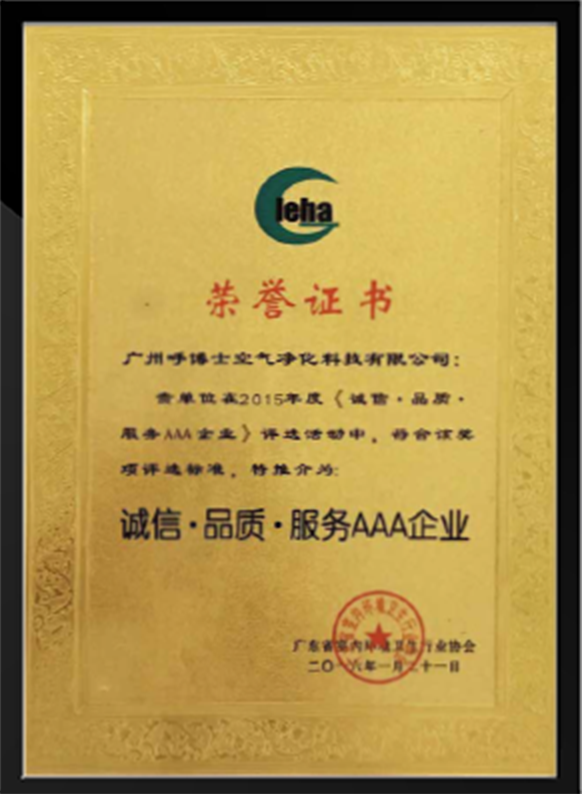 leha
荣誉证书
广州呼博士空气净化科技有限公司：
贵单位在2015年度《诚信·品质·
服务AAA企业》评选活动中，符合该奖
项评选标准，特推介为：
诚信·品质·服务AAA企业
广东省室内环境卫生行业协会
二〇一六年一月二十一日